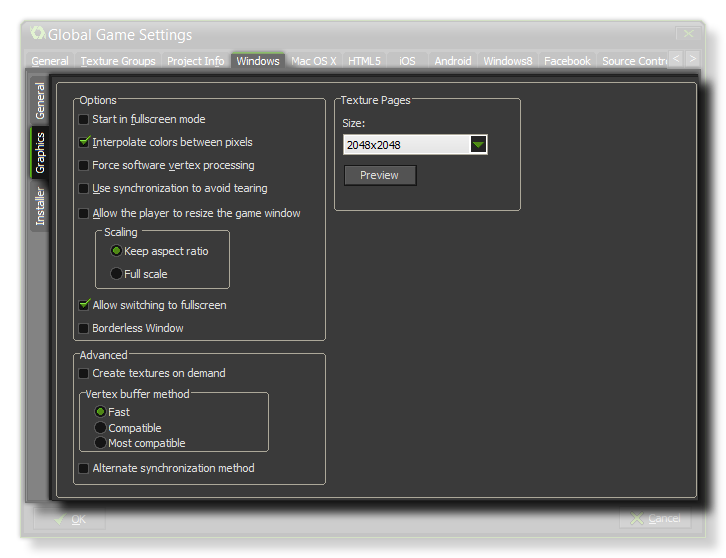 Global Game Settings
General Texture Groups Project Info Windows Mac OS X HTML5 iOS Android Windows8 Facebook Source Contr
General
Graphics
Installer
Options
Start in fullscreen mode
Interpolate colors between pixels
Force software vertex processing
Use synchronization to avoid tearing
Allow the player to resize the game window
Scaling
Keep aspect ratio
Full scale
Allow switching to fullscreen
Borderless Window
Advanced
Create textures on demand
Vertex buffer method
Fast
Compatible
Most compatible
Alternate synchronization method
Texture Pages
Size:
2048x2048
Preview
OK
Cancel